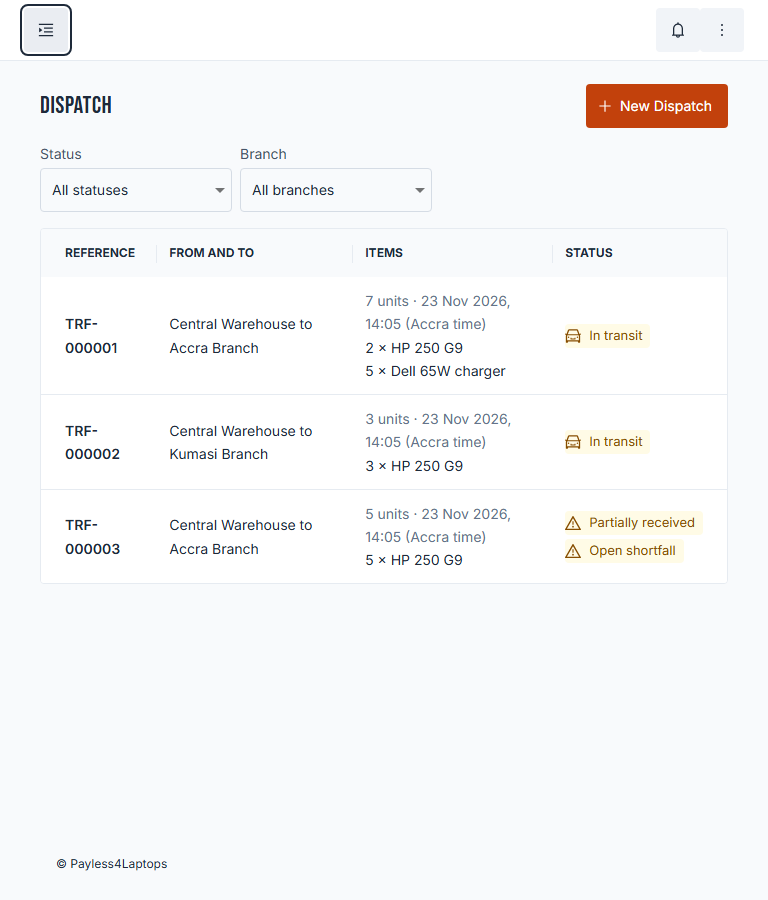 DISPATCH
New Dispatch
Status
Branch
All statuses
All branches
REFERENCE
FROM AND TO
ITEMS
STATUS
TRF-
000001
Central Warehouse to
Accra Branch
7 units · 23 Nov 2026,
14:05 (Accra time)
2 × HP 250 G9
5 × Dell 65W charger
In transit
TRF-
000002
Central Warehouse to
Kumasi Branch
3 units · 23 Nov 2026,
14:05 (Accra time)
3 × HP 250 G9
In transit
TRF-
000003
Central Warehouse to
Accra Branch
5 units · 23 Nov 2026,
14:05 (Accra time)
5 × HP 250 G9
Partially received
Open shortfall
© Payless4Laptops